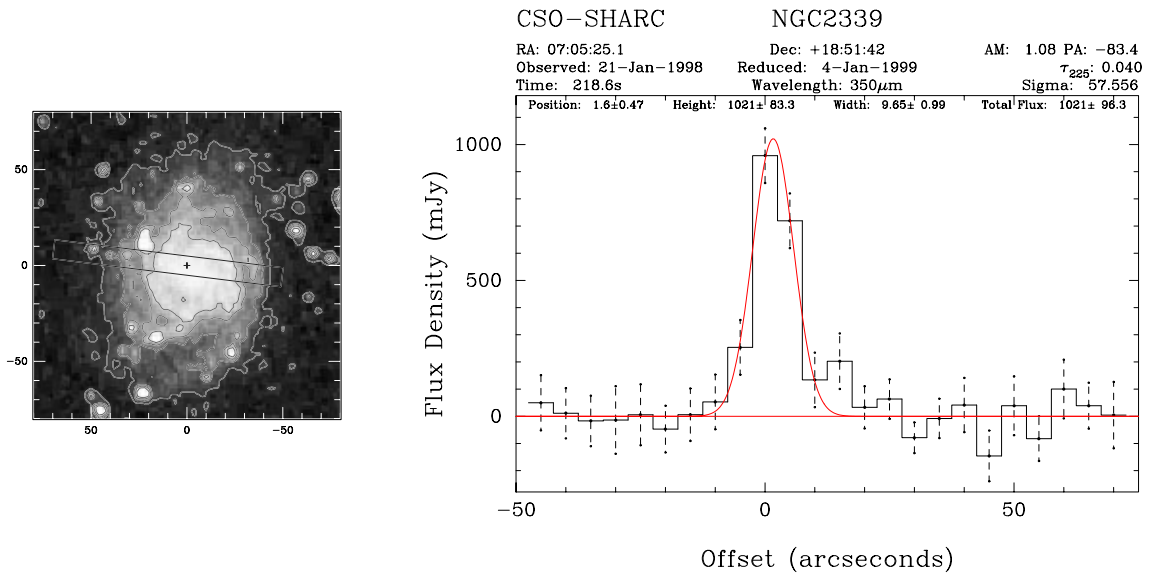 CSO-SHARC NGC2339
RA: 07:05:25.1 Dec: +18:51:42 AM: 1.08 PA: -83.4
Observed: 21-Jan-1998 Reduced: 4-Jan-1999 τ225: 0.040
Time: 218.6s Wavelength: 350μm Sigma: 57.556
Position: 1.6±0.47 Height: 1021± 83.3 Width: 9.65± 0.99 Total Flux: 1021± 96.3
50
0
-50
50 0 -50
Flux Density (mJy)
1000
500
0
-50 0 50
Offset (arcseconds)